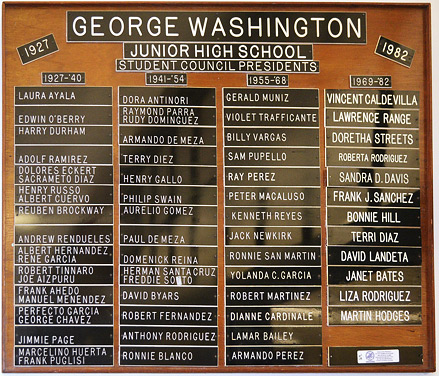 1927
GEORGE WASHINGTON
1982
JUNIOR HIGH SCHOOL
STUDENT COUNCIL PRESIDENTS
1927-'40
LAURA AYALA
EDWIN O'BERRY
HARRY DURHAM
ADOLF RAMIREZ
DOLORES ECKERT
SACRAMETO DIAZ
HENRY RUSSO
ALBERT CUERVO
REUBEN BROCKWAY
ANDREW RENDUELES
ALBERT HERNANDEZ
RENE GARCIA
ROBERT TINNARO
JOE AIZPURU
FRANK AHEDO
MANUEL MENENDEZ
PERFECTO GARCIA
GEORGE CHAVEZ
JIMMIE PAGE
MARCELINO HUERTA
FRANK PUGLISI
1941-'54
DORA ANTINORI
RAYMOND PARRA
RUDY DOMINGUEZ
ARMANDO DE MEZA
TERRY DIEZ
HENRY GALLO
PHILIP SWAIN
AURELIO GOMEZ
PAUL DE MEZA
DOMENICK REINA
HERMAN SANTA CRUZ
FREDDIE SOTO
DAVID BYARS
ROBERT FERNANDEZ
ANTHONY RODRIGUEZ
RONNIE BLANCO
1955-'68
GERALD MUNIZ
VIOLET TRAFFICANTE
BILLY VARGAS
SAM PUPELLO
RAY PEREZ
PETER MACALUSO
KENNETH REYES
JACK NEWKIRK
RONNIE SAN MARTIN
YOLANDA C. GARCIA
ROBERT MARTINEZ
DIANNE CARDINALE
LAMAR BAILEY
ARMANDO PEREZ
1969-'82
VINCENT CALDEVILLA
LAWRENCE RANGE
DORETHA STREETS
ROBERTA RODRIGUEZ
SANDRA D. DAVIS
FRANK J. SANCHEZ
BONNIE HILL
TERRI DIAZ
DAVID LANDETA
JANET BATES
LIZA RODRIGUEZ
MARTIN HODGES